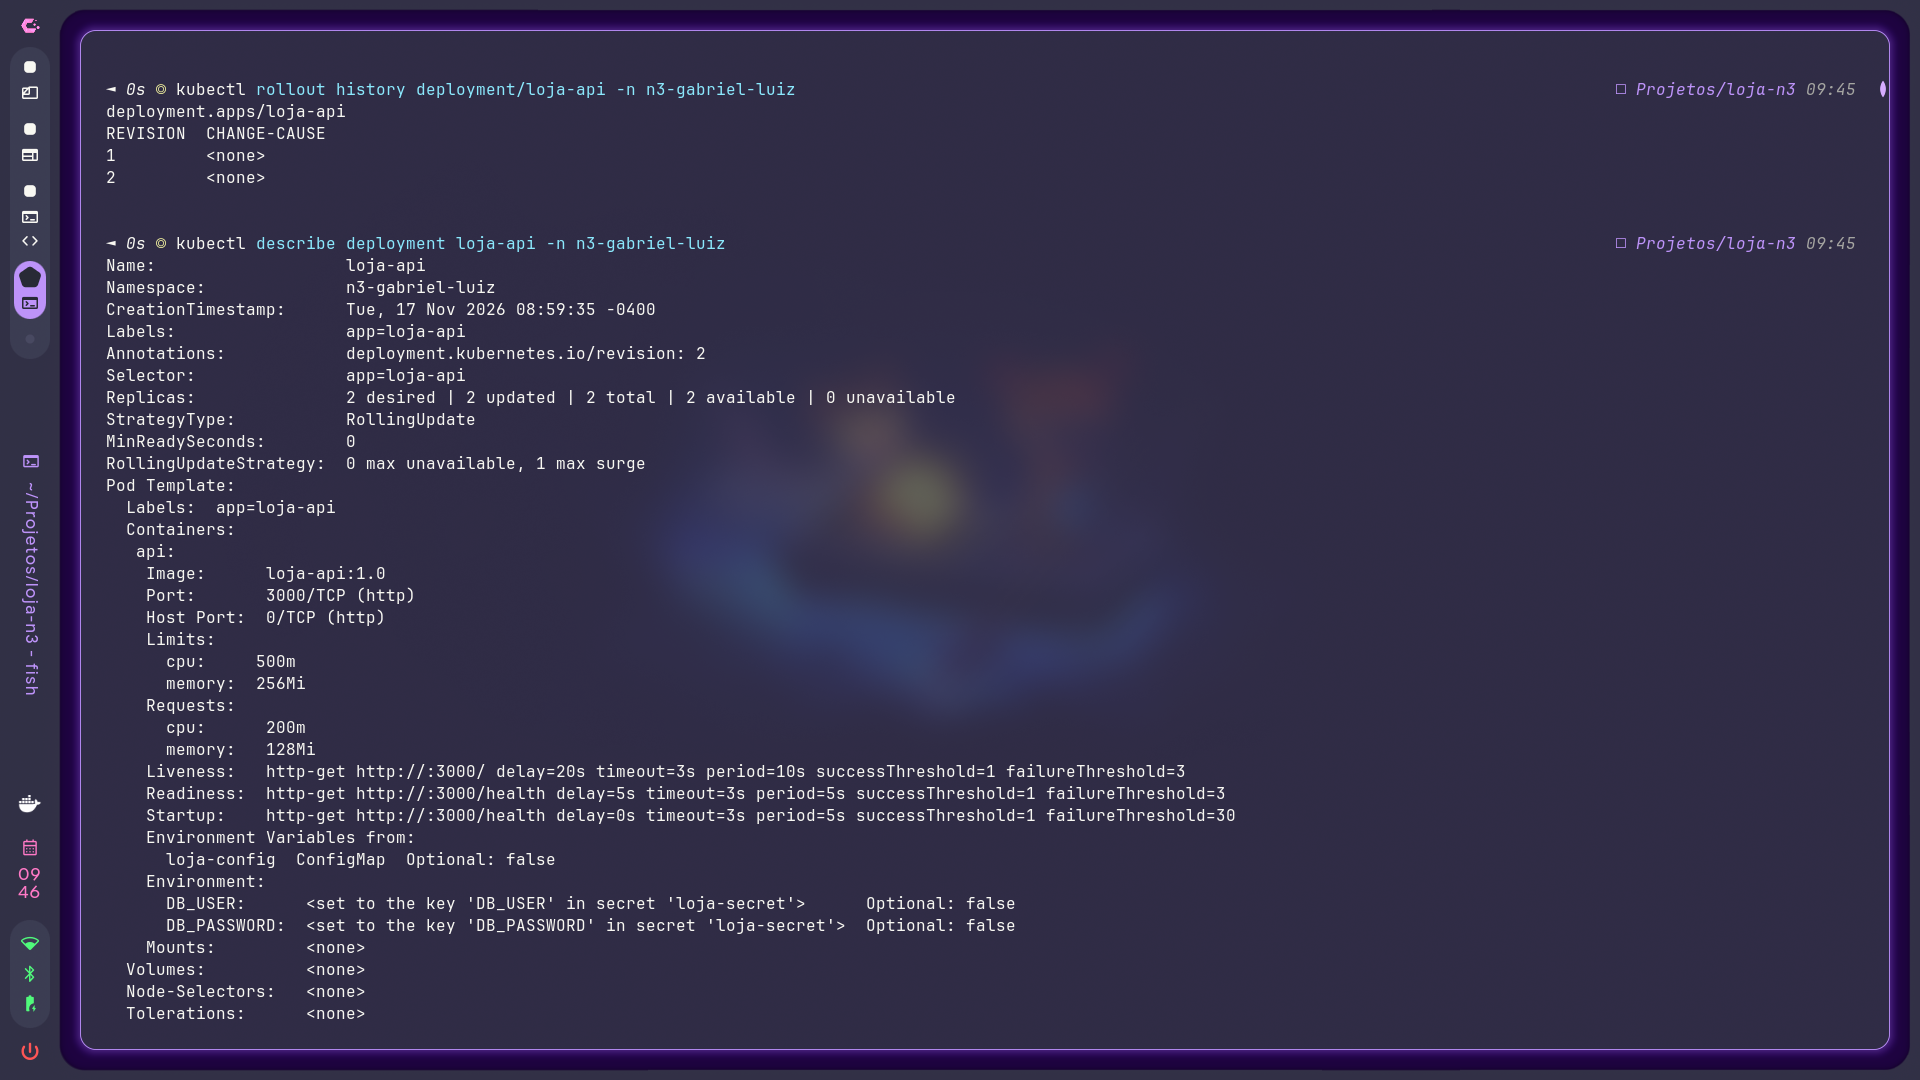 ◄ 0s ◎ kubectl rollout history deployment/loja-api -n n3-gabriel-luiz □ Projetos/loja-n3 09:45
deployment.apps/loja-api
REVISION  CHANGE-CAUSE
1         <none>
2         <none>
◄ 0s ◎ kubectl describe deployment loja-api -n n3-gabriel-luiz □ Projetos/loja-n3 09:45
Name:                   loja-api
Namespace:              n3-gabriel-luiz
CreationTimestamp:      Tue, 17 Nov 2026 08:59:35 -0400
Labels:                 app=loja-api
Annotations:            deployment.kubernetes.io/revision: 2
Selector:               app=loja-api
Replicas:               2 desired | 2 updated | 2 total | 2 available | 0 unavailable
StrategyType:           RollingUpdate
MinReadySeconds:        0
RollingUpdateStrategy:  0 max unavailable, 1 max surge
Pod Template:
  Labels:  app=loja-api
  Containers:
   api:
    Image:      loja-api:1.0
    Port:       3000/TCP (http)
    Host Port:  0/TCP (http)
    Limits:
      cpu:     500m
      memory:  256Mi
    Requests:
      cpu:      200m
      memory:   128Mi
    Liveness:   http-get http://:3000/ delay=20s timeout=3s period=10s successThreshold=1 failureThreshold=3
    Readiness:  http-get http://:3000/health delay=5s timeout=3s period=5s successThreshold=1 failureThreshold=3
    Startup:    http-get http://:3000/health delay=0s timeout=3s period=5s successThreshold=1 failureThreshold=30
    Environment Variables from:
      loja-config  ConfigMap  Optional: false
    Environment:
      DB_USER:      <set to the key 'DB_USER' in secret 'loja-secret'>      Optional: false
      DB_PASSWORD:  <set to the key 'DB_PASSWORD' in secret 'loja-secret'>  Optional: false
    Mounts:         <none>
  Volumes:          <none>
  Node-Selectors:   <none>
  Tolerations:      <none>
~/Projetos/loja-n3 - fish
09
46